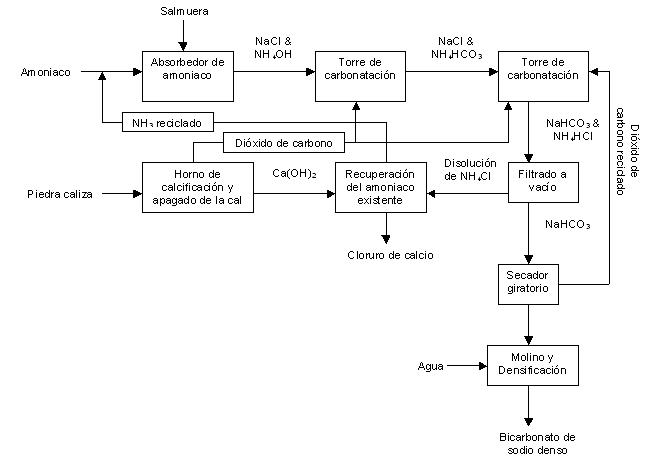 Salmuera
Amoniaco
Absorbedor de
amoniaco
NaCl &
NH₄OH
Torre de
carbonatación
NaCl &
NH₄HCO₃
Torre de
carbonatación
NH₃ reciclado
Dióxido de carbono
NaHCO₃ &
NH₄HCl
Dióxido de
carbono reciclado
Piedra caliza
Horno de
calcificación y
apagado de la cal
Ca(OH)₂
Recuperación
del amoniaco
existente
Disolución
de NH₄Cl
Filtrado a
vacío
Cloruro de calcio
NaHCO₃
Secador
giratorio
Agua
Molino y
Densificación
Bicarbonato de
sodio denso